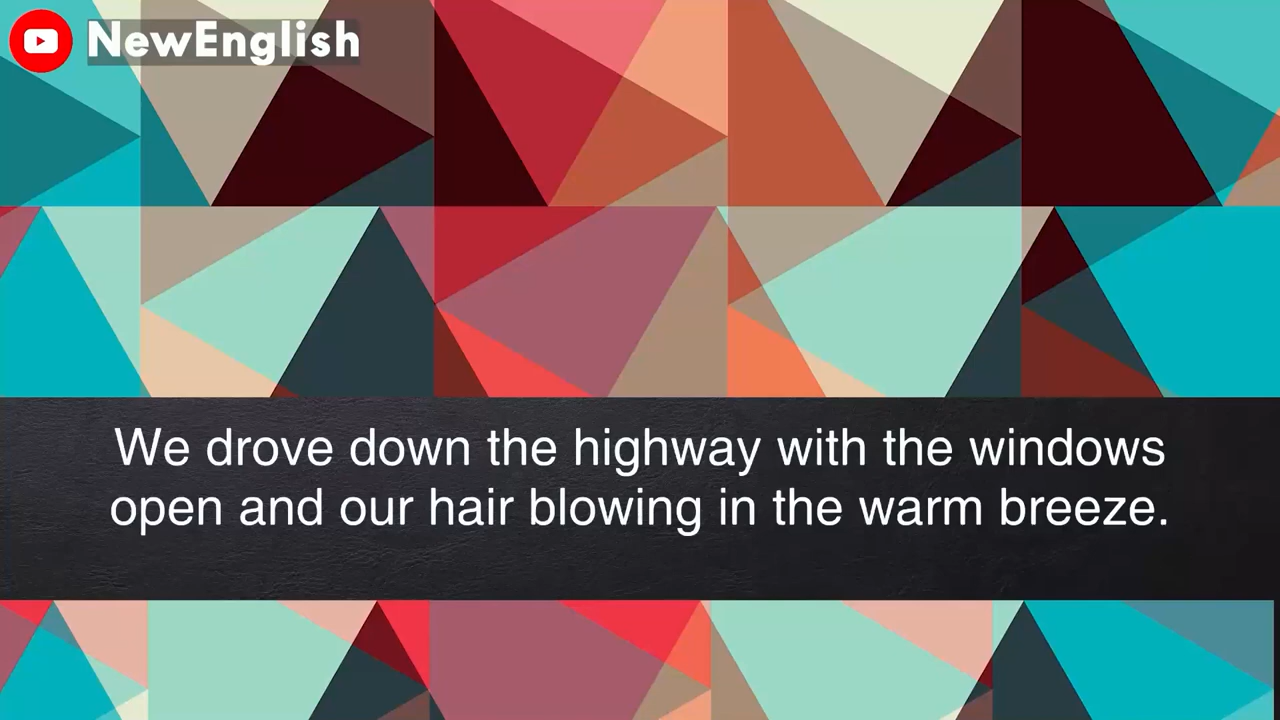 NewEnglish
We drove down the highway with the windows
open and our hair blowing in the warm breeze.